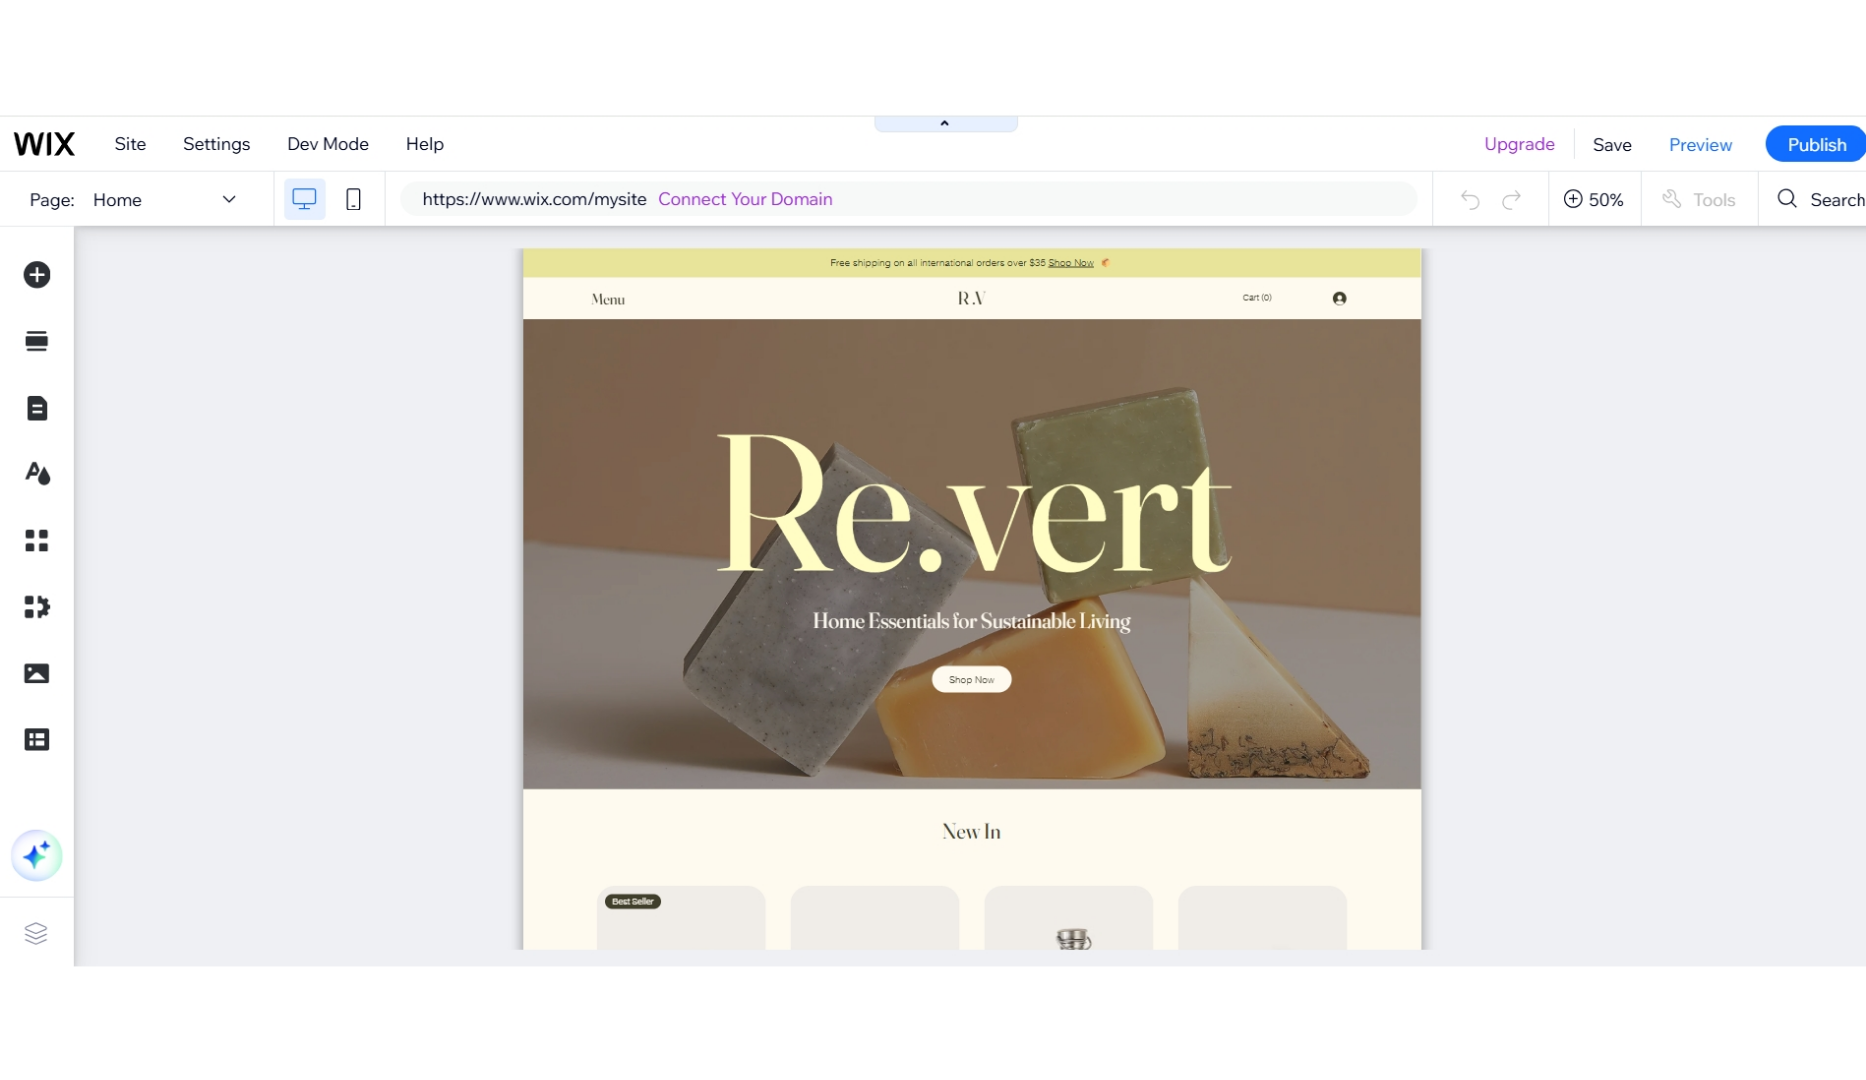 WIX Site Settings Dev Mode Help Upgrade Save Preview Publish
Page: Home https://www.wix.com/mysite Connect Your Domain 50% Tools Search
Free shipping on all international orders over $35 Shop Now
Menu R.V Cart (0)
Re.vert
Home Essentials for Sustainable Living
Shop Now
New In
Best Seller